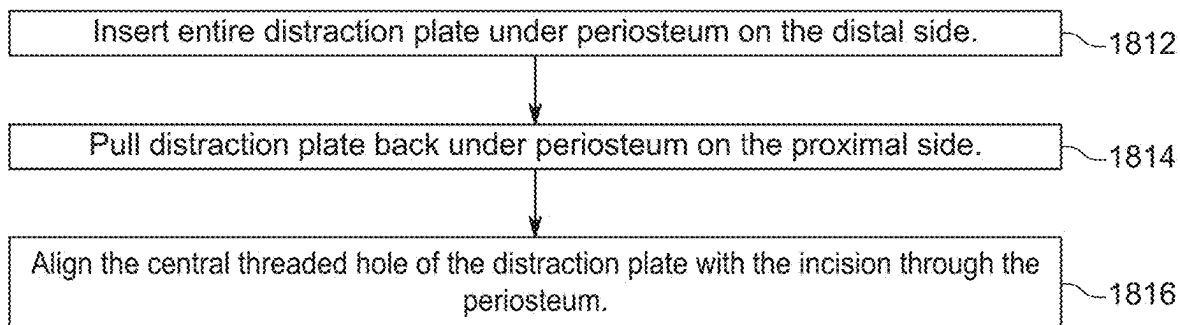 Insert entire distraction plate under periosteum on the distal side.
1812
Pull distraction plate back under periosteum on the proximal side.
1814
Align the central threaded hole of the distraction plate with the incision through the
periosteum.
1816